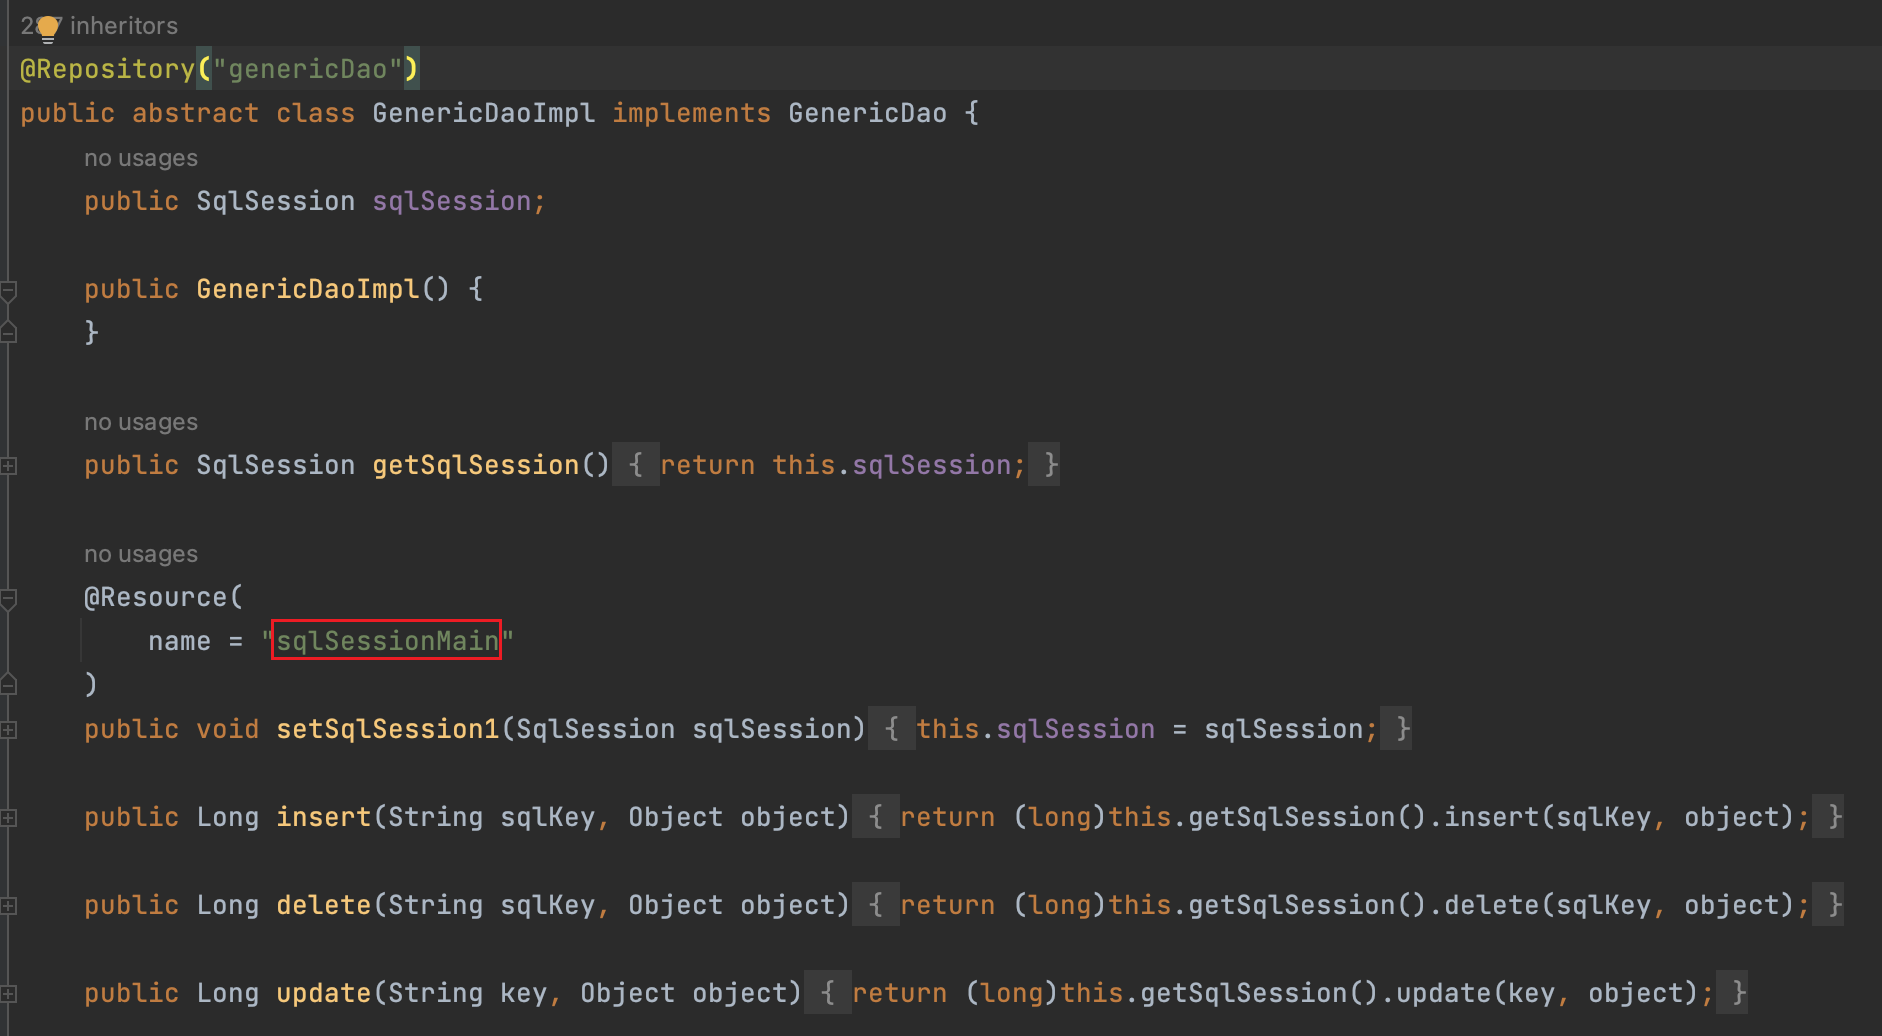 inheritors
@Repository("genericDao")
public abstract class GenericDaoImpl implements GenericDao {
no usages
public SqlSession sqlSession;
public GenericDaoImpl() {
}
no usages
public SqlSession getSqlSession() { return this.sqlSession; }
no usages
@Resource(
name = "sqlSessionMain"
)
public void setSqlSession1(SqlSession sqlSession) { this.sqlSession = sqlSession; }
public Long insert(String sqlKey, Object object) { return (long)this.getSqlSession().insert(sqlKey, object); }
public Long delete(String sqlKey, Object object) { return (long)this.getSqlSession().delete(sqlKey, object); }
public Long update(String key, Object object) { return (long)this.getSqlSession().update(key, object); }